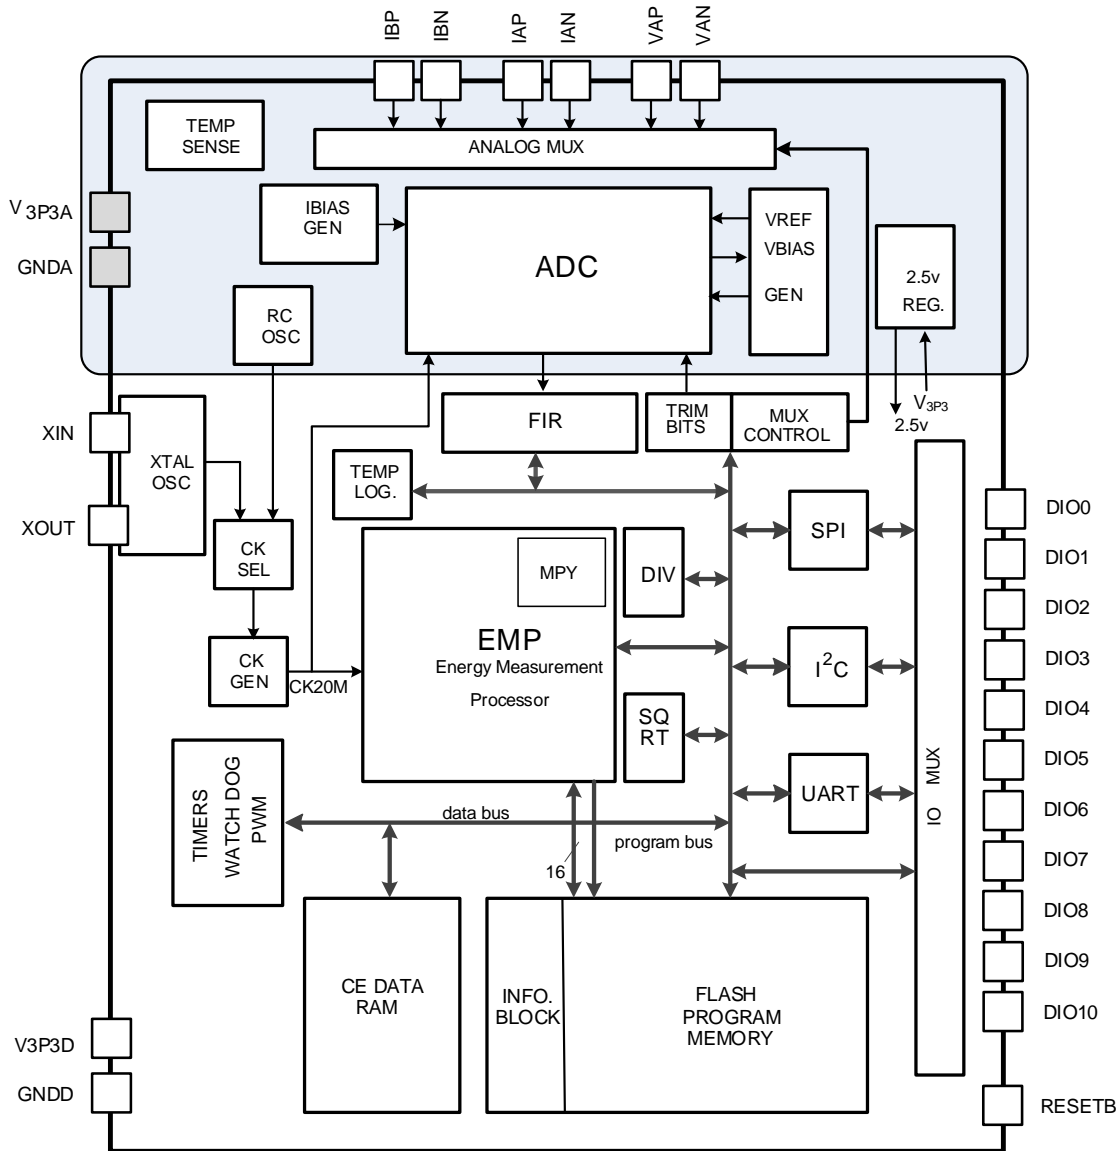 IBP
IBN
IAP
IAN
VAP
VAN
TEMP
SENSE
ANALOG MUX
V3P3A
GNDA
IBIAS
GEN
ADC
VREF
VBIAS
GEN
2.5v
REG.
RC
OSC
V3P3
2.5v
XIN
XOUT
XTAL
OSC
FIR
TRIM
BITS
MUX
CONTROL
TEMP
LOG.
CK
SEL
CK
GEN
CK20M
MPY
EMP
Energy Measurement
Processor
DIV
SQ
RT
SPI
I2C
UART
IO MUX
DIO0
DIO1
DIO2
DIO3
DIO4
DIO5
DIO6
DIO7
DIO8
DIO9
DIO10
TIMERS
WATCH DOG
PWM
data bus
program bus
16
CE DATA
RAM
INFO.
BLOCK
FLASH
PROGRAM
MEMORY
V3P3D
GNDD
RESETB